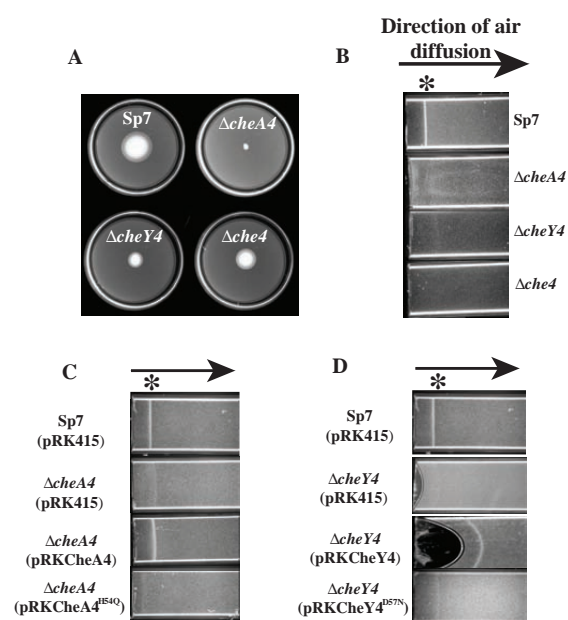 A
Sp7
ΔcheA4
ΔcheY4
Δche4
B
Direction of air
diffusion
*
Sp7
ΔcheA4
ΔcheY4
Δche4
C
*
Sp7
(pRK415)
ΔcheA4
(pRK415)
ΔcheA4
(pRKCheA4)
ΔcheA4
(pRKCheA4H54Q)
D
*
Sp7
(pRK415)
ΔcheY4
(pRK415)
ΔcheY4
(pRKCheY4)
ΔcheY4
(pRKCheY4D57N)